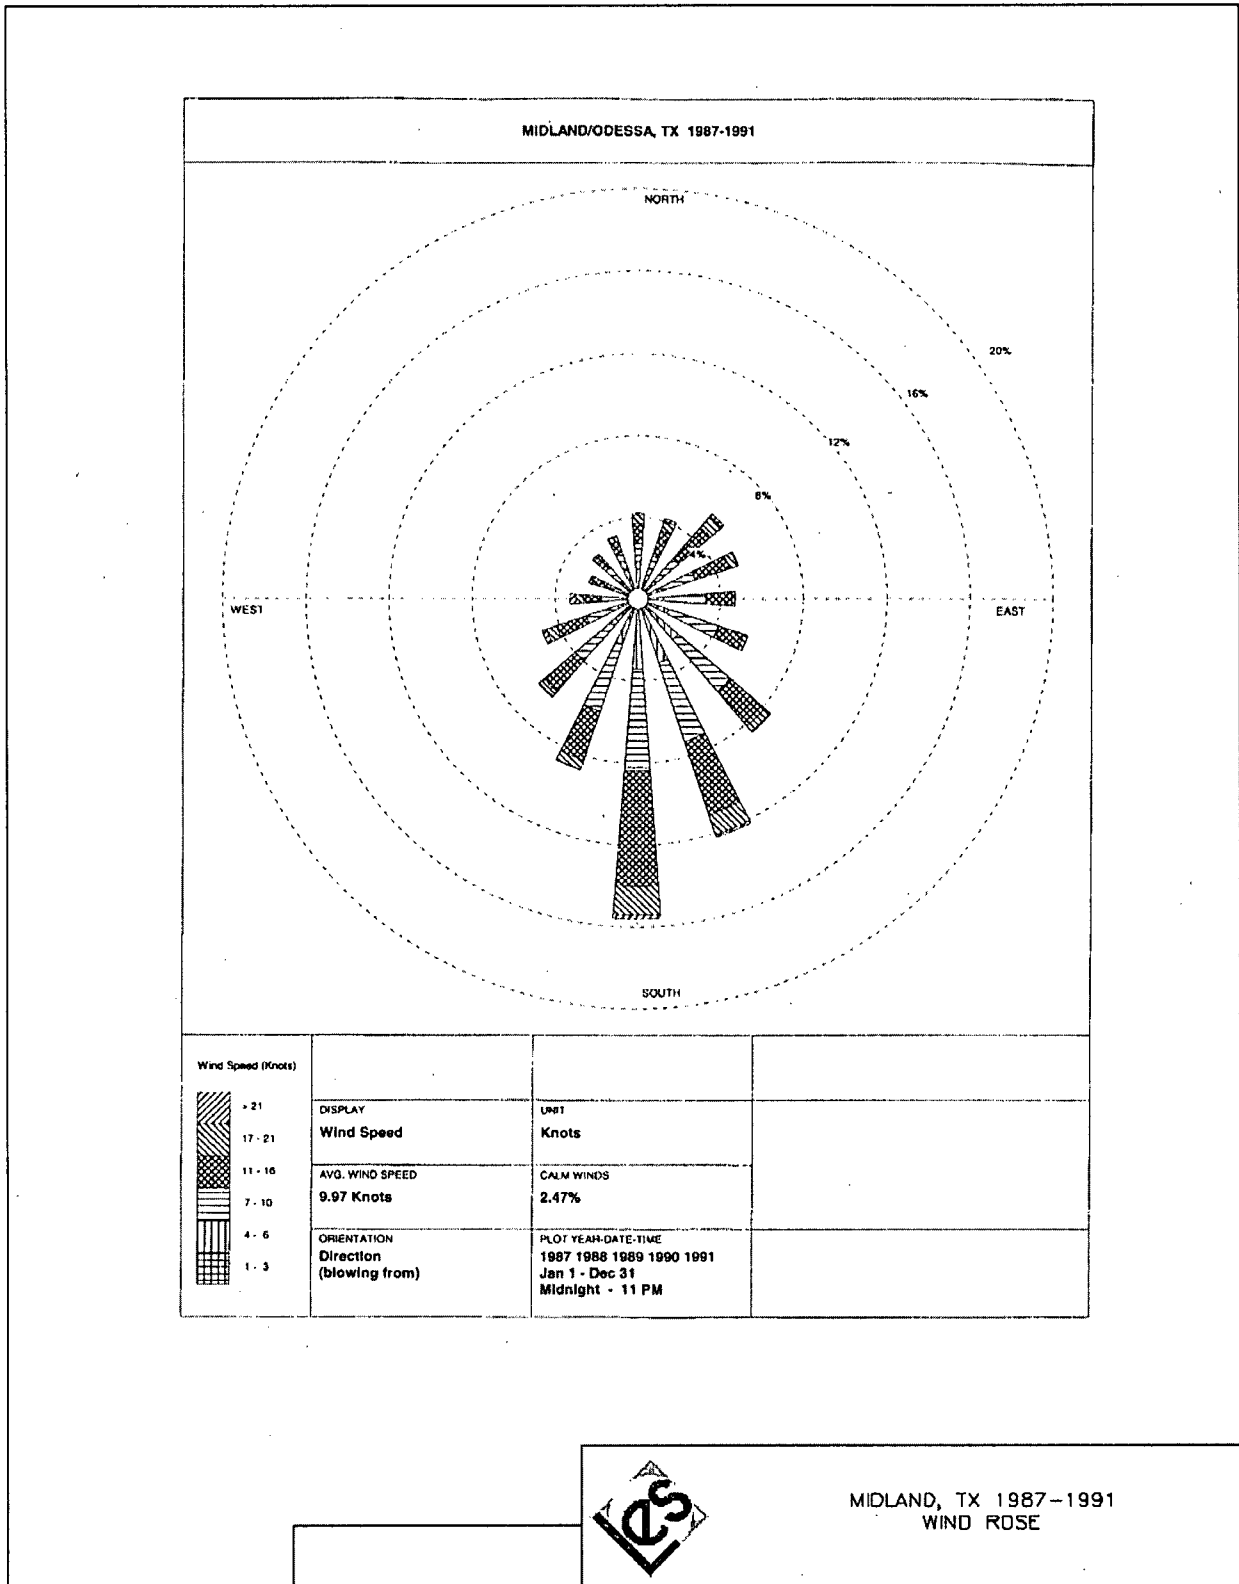 MIDLAND/ODESSA, TX 1987-1991
NORTH
20%
16%
12%
8%
4%
WEST
EAST
SOUTH
Wind Speed (Knots)
> 21
17 - 21
11 - 16
7 - 10
4 - 6
1 - 3
DISPLAY
Wind Speed
UNIT
Knots
AVG. WIND SPEED
9.97 Knots
CALM WINDS
2.47%
ORIENTATION
Direction
(blowing from)
PLOT YEAR-DATE-TIME
1987 1988 1989 1990 1991
Jan 1 - Dec 31
Midnight - 11 PM
Les
MIDLAND, TX 1987-1991
WIND ROSE